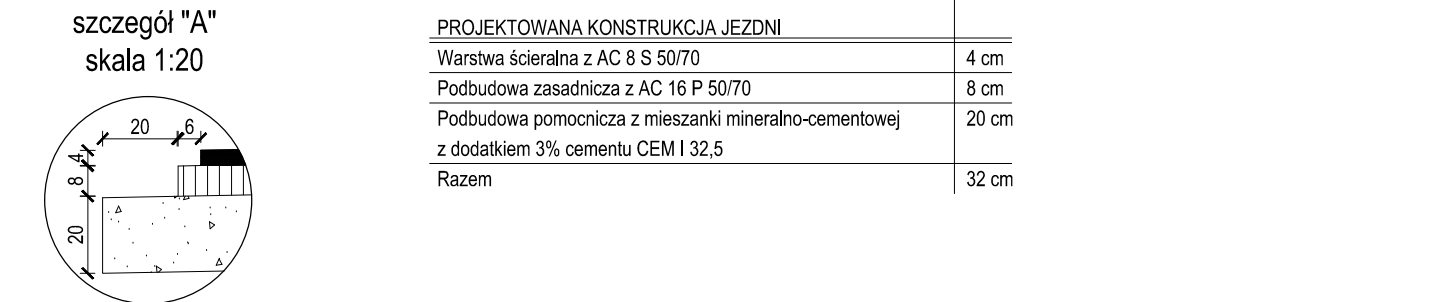 szczegół "A"
skala 1:20
20 6
4
8
20
PROJEKTOWANA KONSTRUKCJA JEZDNI
Warstwa ścieralna z AC 8 S 50/70 4 cm
Podbudowa zasadnicza z AC 16 P 50/70 8 cm
Podbudowa pomocnicza z mieszanki mineralno-cementowej 20 cm
z dodatkiem 3% cementu CEM I 32,5
Razem 32 cm